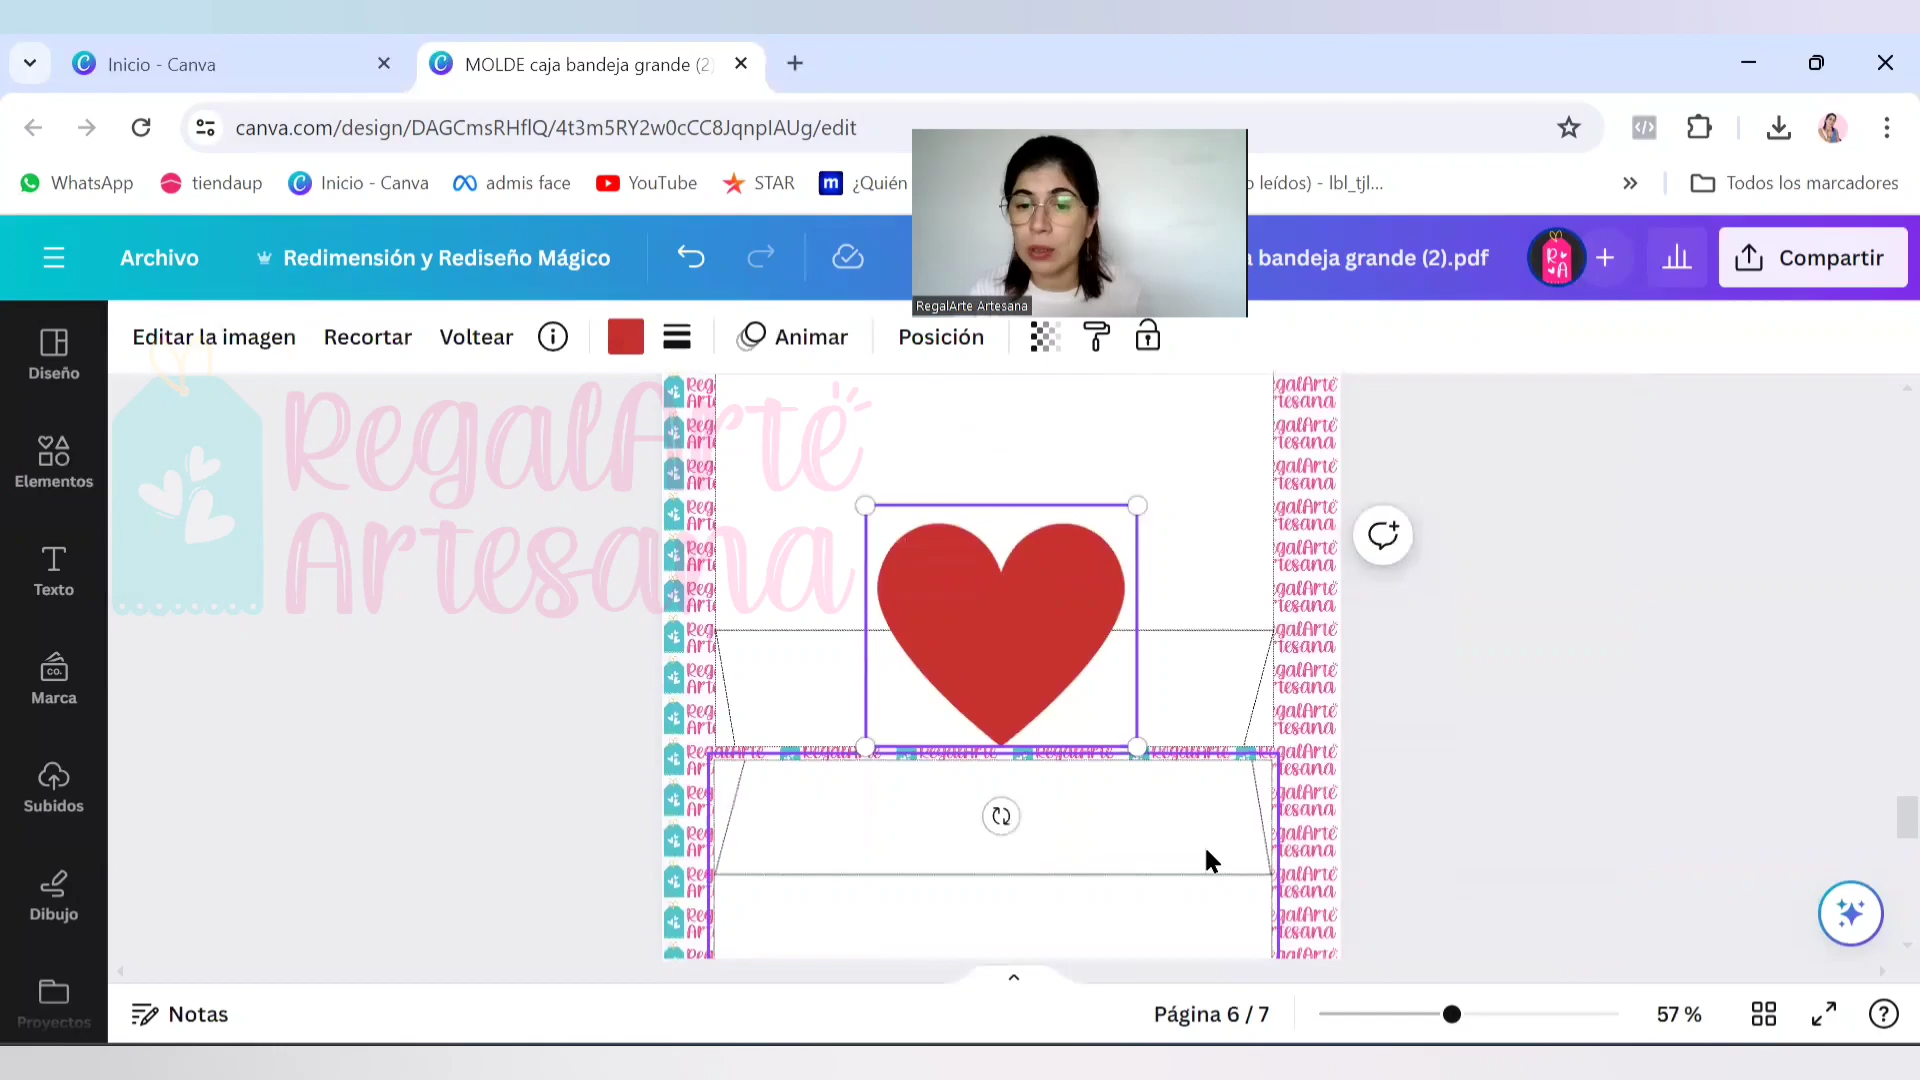 Inicio - Canva
MOLDE caja bandeja grande (2)
canva.com/design/DAGCmsRHflQ/4t3m5RY2w0cCC8JqnpIAUg/edit
WhatsApp
tiendaup
Inicio - Canva
admis face
YouTube
STAR
m
¿Quién
leídos) - lbl_tjl...
Todos los marcadores
Archivo
Redimensión y Rediseño Mágico
bandeja grande (2).pdf
Compartir
RegalArte Artesana
Editar la imagen
Recortar
Voltear
Animar
Posición
Diseño
Elementos
Texto
CO.
Marca
Subidos
Dibujo
Proyectos
RegalArte
Artesana
Notas
Página 6 / 7
57 %